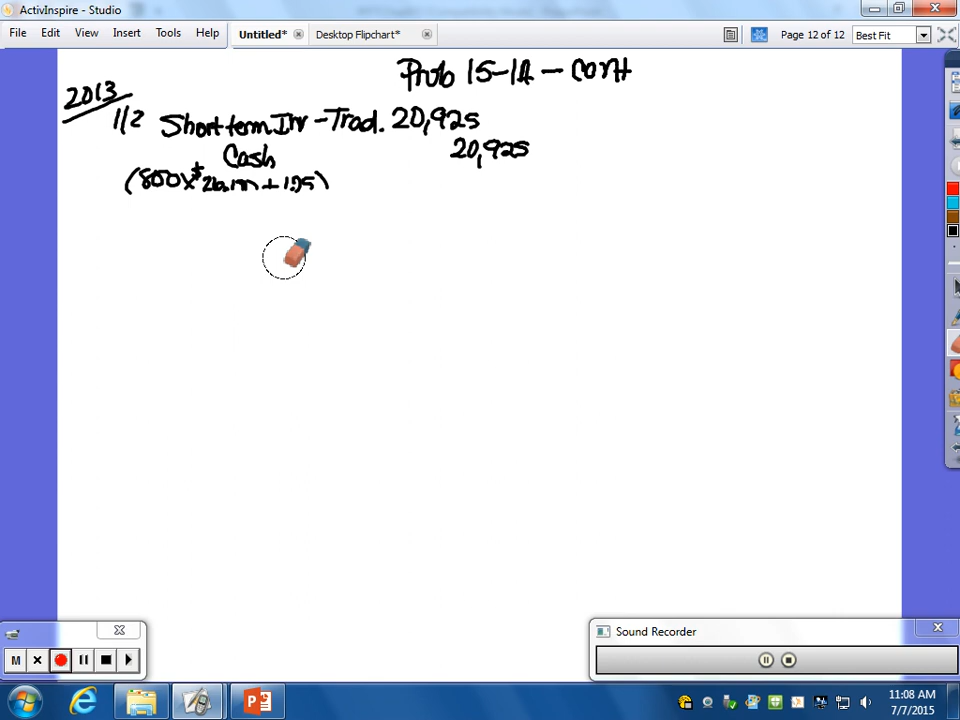 ActivInspire - Studio
File Edit View Insert Tools Help Untitled* Desktop Flipchart* Page 12 of 12 Best Fit
Prob 15-1A - cont
2013
1/2 Short term Inv - Trad. 20,925
Cash 20,925
(800x$ + 125)
M
Sound Recorder
11:08 AM
7/7/2015